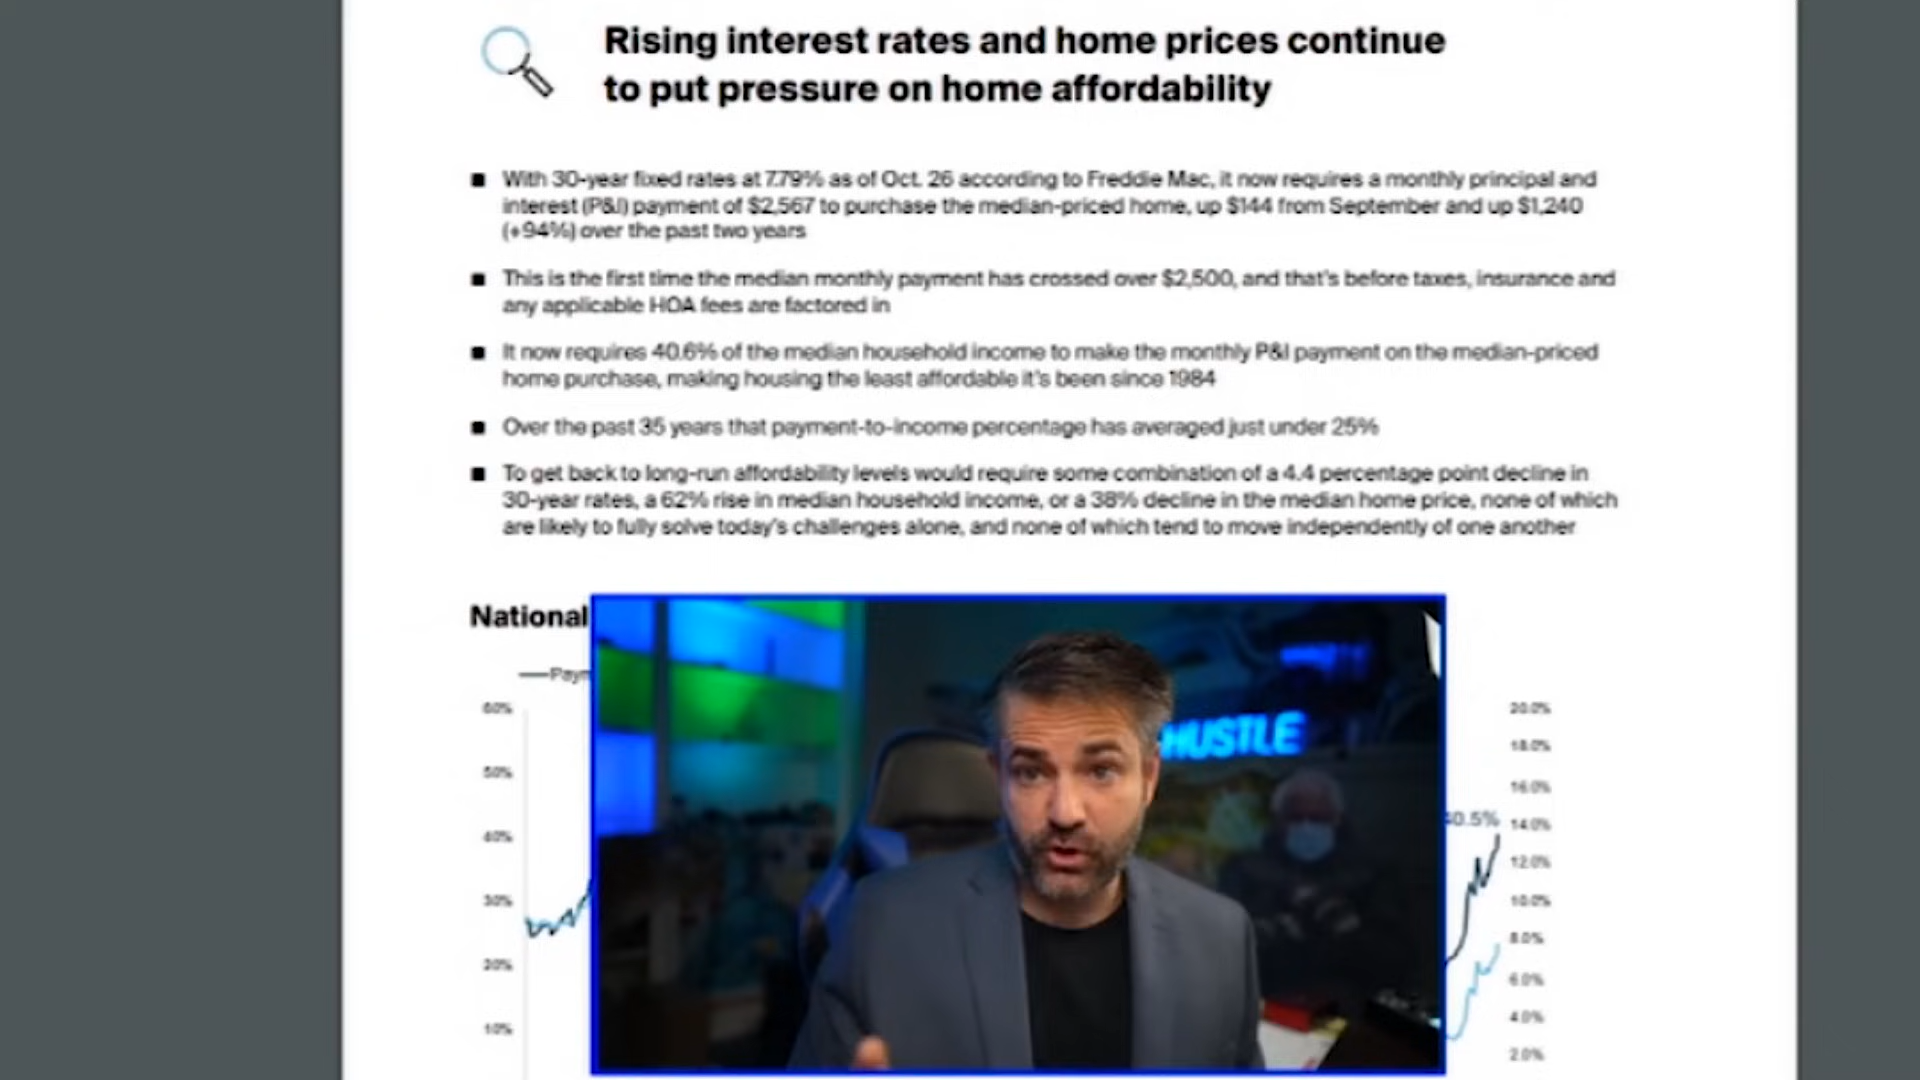 Rising interest rates and home prices continue
to put pressure on home affordability
■ With 30-year fixed rates at 7.79% as of Oct. 26 according to Freddie Mac, it now requires a monthly principal and
interest (P&I) payment of $2,567 to purchase the median-priced home, up $144 from September and up $1,240
(+94%) over the past two years
■ This is the first time the median monthly payment has crossed over $2,500, and that's before taxes, insurance and
any applicable HOA fees are factored in
■ It now requires 40.6% of the median household income to make the monthly P&I payment on the median-priced
home purchase, making housing the least affordable it's been since 1984
■ Over the past 35 years that payment-to-income percentage has averaged just under 25%
■ To get back to long-run affordability levels would require some combination of a 4.4 percentage point decline in
30-year rates, a 62% rise in median household income, or a 38% decline in the median home price, none of which
are likely to fully solve today's challenges alone, and none of which tend to move independently of one another
National
Paym
60%
50%
40%
30%
20%
10%
HUSTLE
0.5%
20.0%
18.0%
16.0%
14.0%
12.0%
10.0%
8.0%
6.0%
4.0%
2.0%